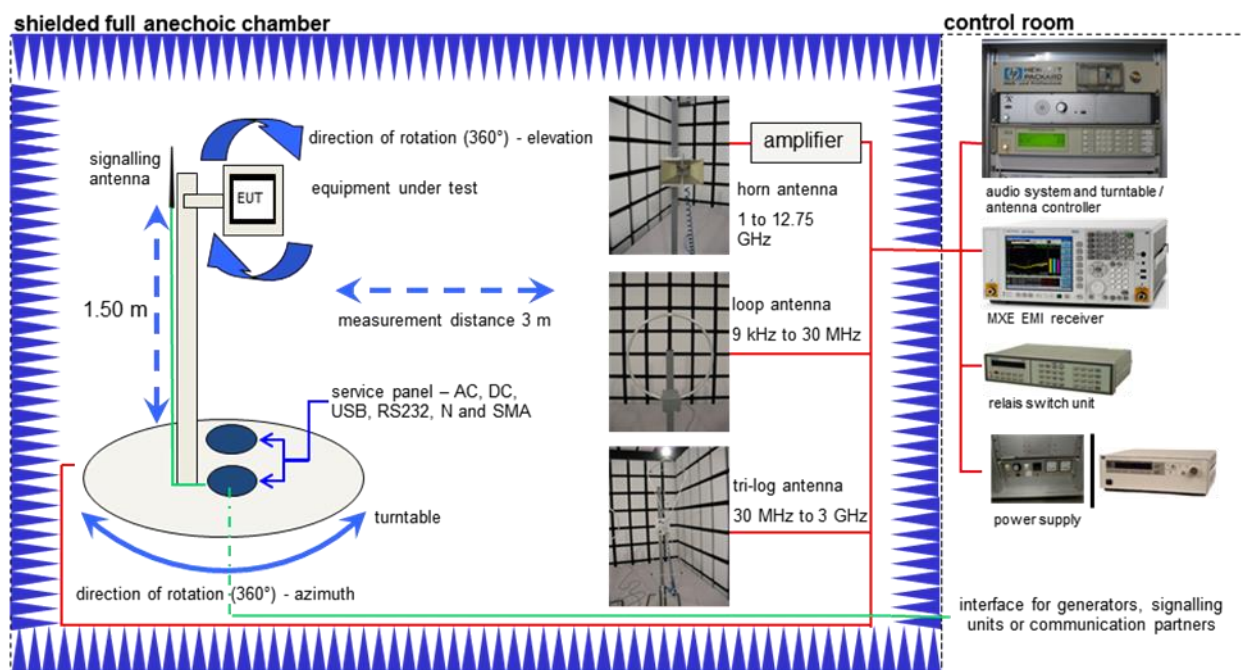 shielded full anechoic chamber
control room
direction of rotation (360°) - elevation
signalling
antenna
EUT
equipment under test
1.50 m
measurement distance 3 m
service panel – AC, DC,
USB, RS232, N and SMA
turntable
direction of rotation (360°) - azimuth
amplifier
horn antenna
1 to 12.75
GHz
loop antenna
9 kHz to 30 MHz
tri-log antenna
30 MHz to 3 GHz
HEWLETT
PACKARD
audio system and turntable /
antenna controller
MXE EMI receiver
relais switch unit
power supply
interface for generators, signalling
units or communication partners